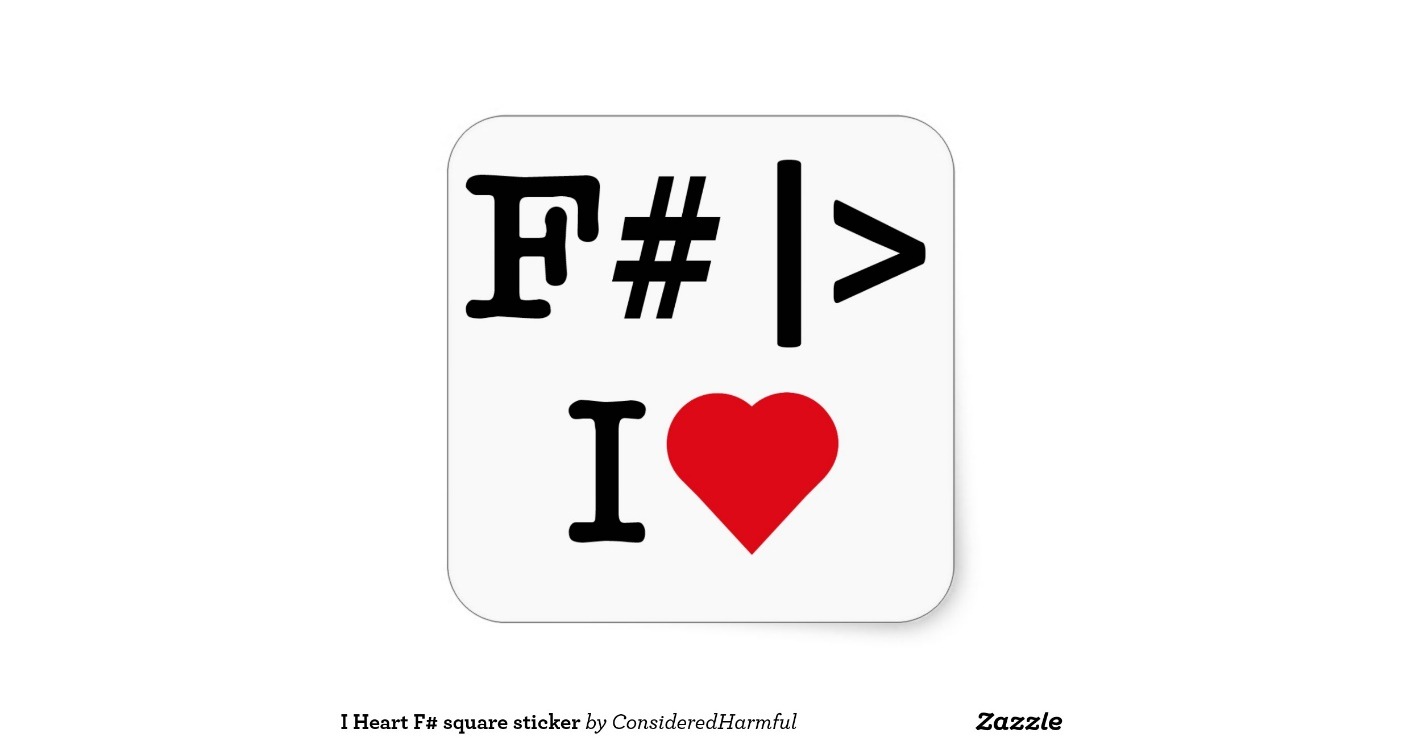 F# |>
I ♥
I Heart F# square sticker by ConsideredHarmful
Zazzle